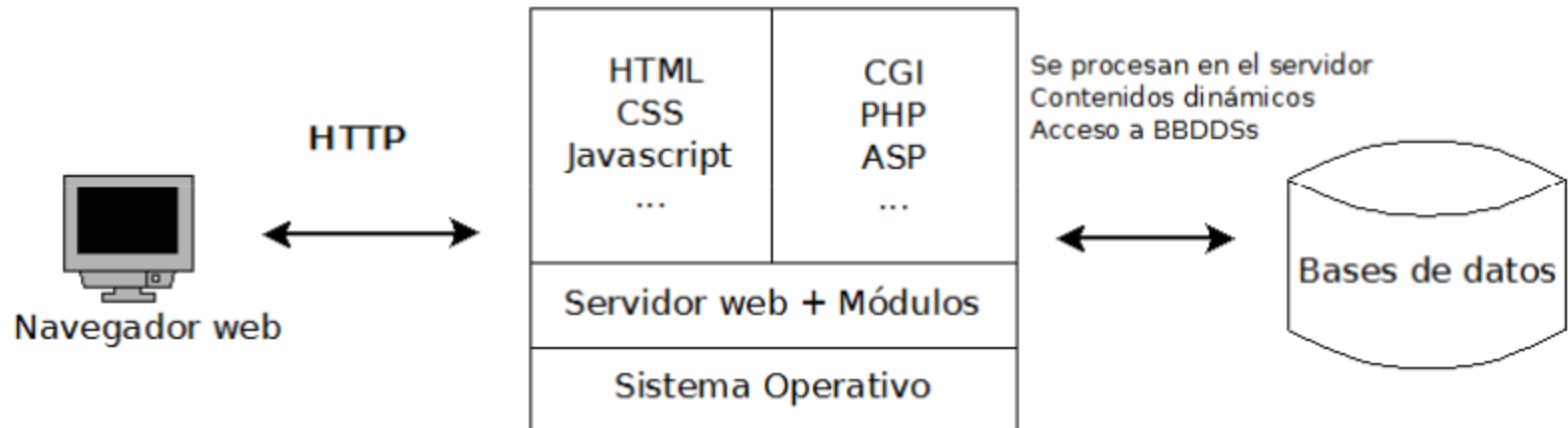 HTTP
Navegador web
HTML
CSS
Javascript
...
CGI
PHP
ASP
...
Servidor web + Módulos
Sistema Operativo
Se procesan en el servidor
Contenidos dinámicos
Acceso a BBDDSs
Bases de datos